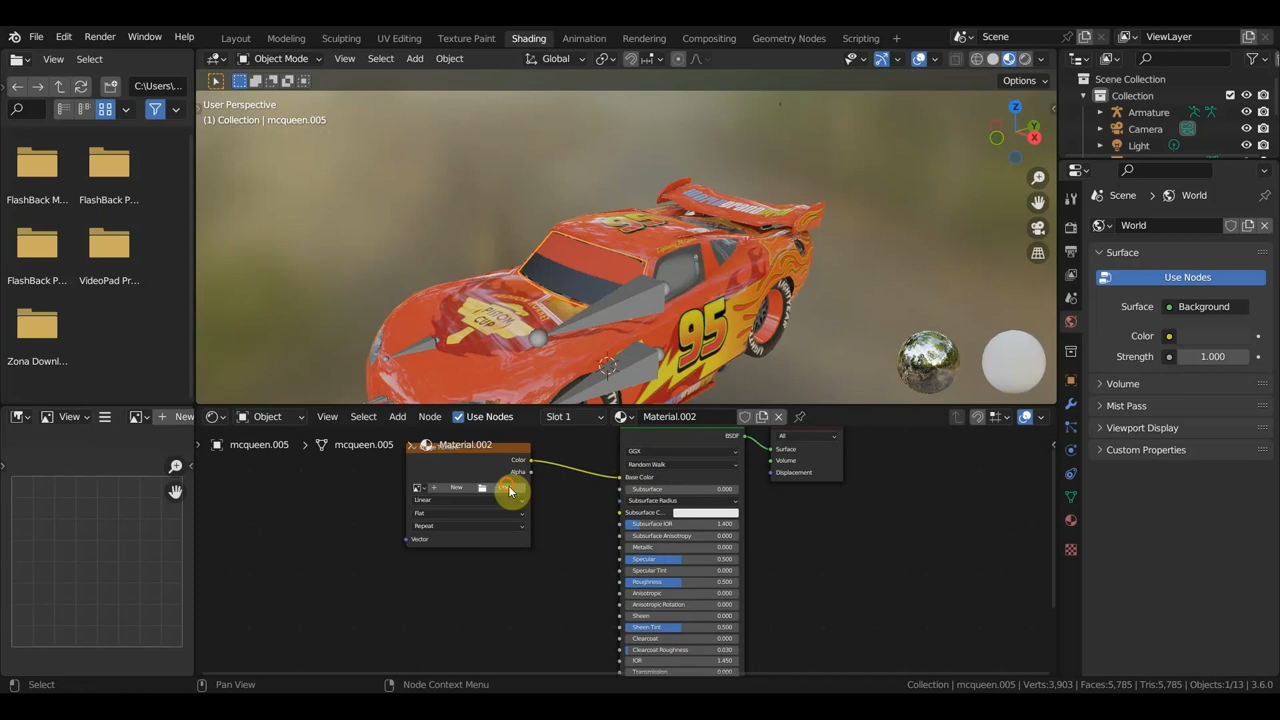 File Edit Render Window Help Layout Modeling Sculpting UV Editing Texture Paint Shading Animation Rendering Compositing Geometry Nodes Scripting + Scene ViewLayer
View Select Object Mode View Select Add Object Global
C:\Users\... Options
User Perspective
(1) Collection | mcqueen.005
Z
Y
X
Scene Collection
Collection
Armature
Camera
Light
FlashBack M... FlashBack P...
FlashBack P... VideoPad Pr...
Zona Downl...
Scene World
World
Surface
Use Nodes
Surface Background
Color
Strength 1.000
Volume
Mist Pass
Viewport Display
Custom Properties
95
PISTON CUP
95
View New Object View Select Add Node Use Nodes Slot 1 Material.002
mcqueen.005 mcqueen.005 Material.002
Color
Alpha
New
Linear
Flat
Repeat
Vector
BSDF
GGX
Random Walk
Base Color
Subsurface 0.000
Subsurface Radius
Subsurface C...
Subsurface IOR 1.400
Subsurface Anisotropy 0.000
Metallic 0.000
Specular 0.500
Specular Tint 0.000
Roughness 0.500
Anisotropic 0.000
Anisotropic Rotation 0.000
Sheen 0.000
Sheen Tint 0.500
Clearcoat 0.000
Clearcoat Roughness 0.030
IOR 1.450
Transmission 0.000
All
Surface
Volume
Displacement
Select Pan View Node Context Menu Collection | mcqueen.005 | Verts:3,903 | Faces:5,785 | Tris:5,785 | Objects:1/13 | 3.6.0